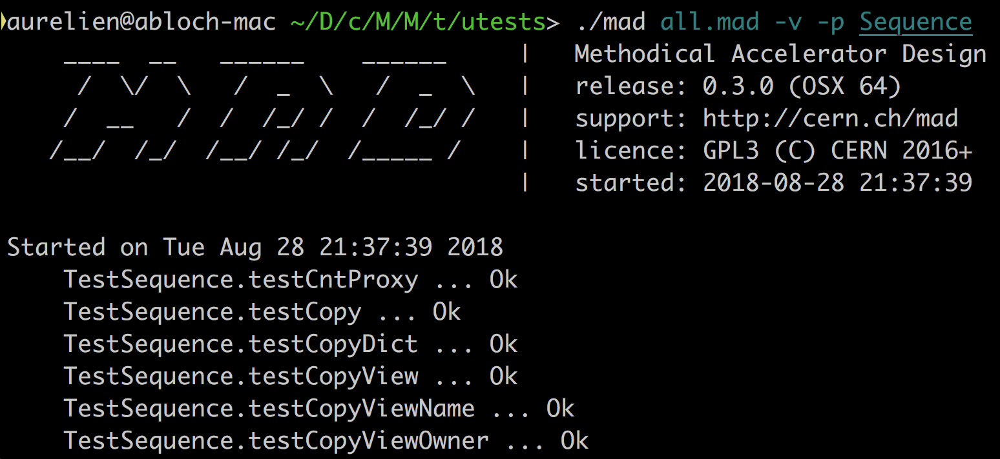 aurelien@abloch-mac ~/D/c/M/M/t/utests> ./mad all.mad -v -p Sequence
    ____  __   ______    ______     |   Methodical Accelerator Design
     /  \/  \   /  _  \   /  _  \   |   release: 0.3.0 (OSX 64)
    /  __   /  /  /_/ /  /  /_/ /   |   support: http://cern.ch/mad
   /__/  /_/  /__/ /_/  /_____ /    |   licence: GPL3 (C) CERN 2016+
                                    |   started: 2018-08-28 21:37:39
Started on Tue Aug 28 21:37:39 2018
    TestSequence.testCntProxy ... Ok
    TestSequence.testCopy ... Ok
    TestSequence.testCopyDict ... Ok
    TestSequence.testCopyView ... Ok
    TestSequence.testCopyViewName ... Ok
    TestSequence.testCopyViewOwner ... Ok